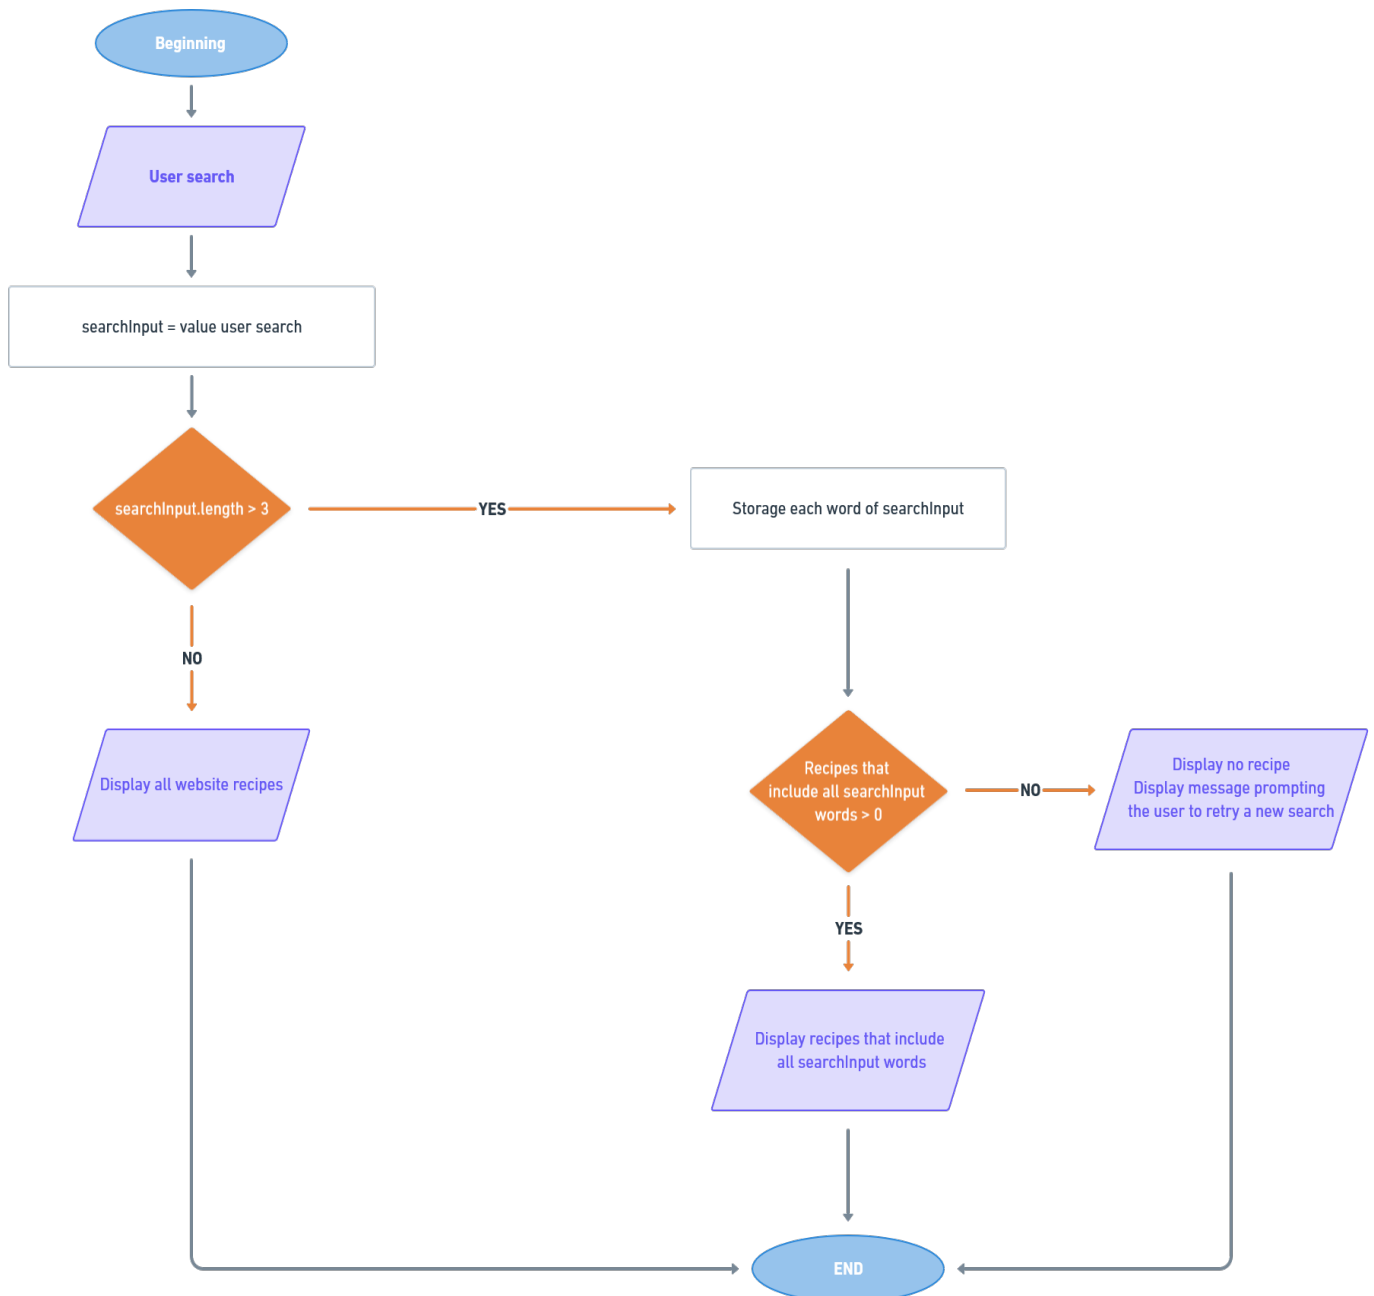 Beginning
User search
searchInput = value user search
searchInput.length > 3
YES
Storage each word of searchInput
NO
Display all website recipes
Recipes that
include all searchInput
words > 0
NO
Display no recipe
Display message prompting
the user to retry a new search
YES
Display recipes that include
all searchInput words
END